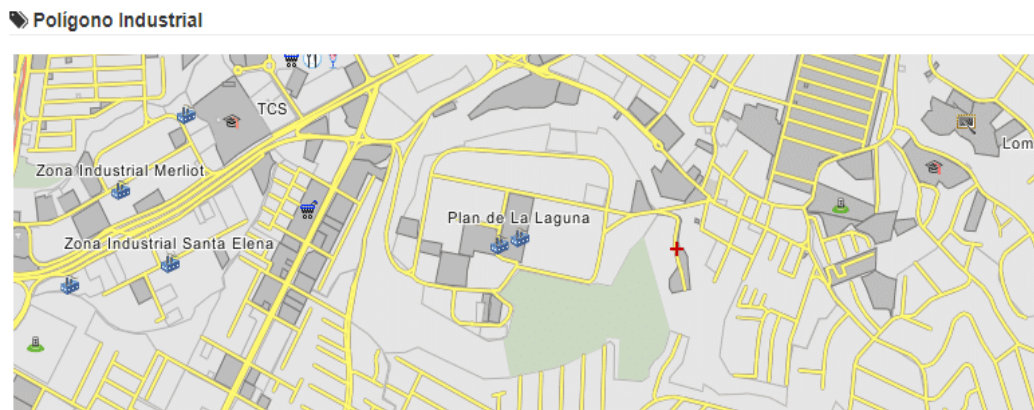 Polígono Industrial
TCS
Lom
Zona Industrial Merliot
Plan de La Laguna
Zona Industrial Santa Elena